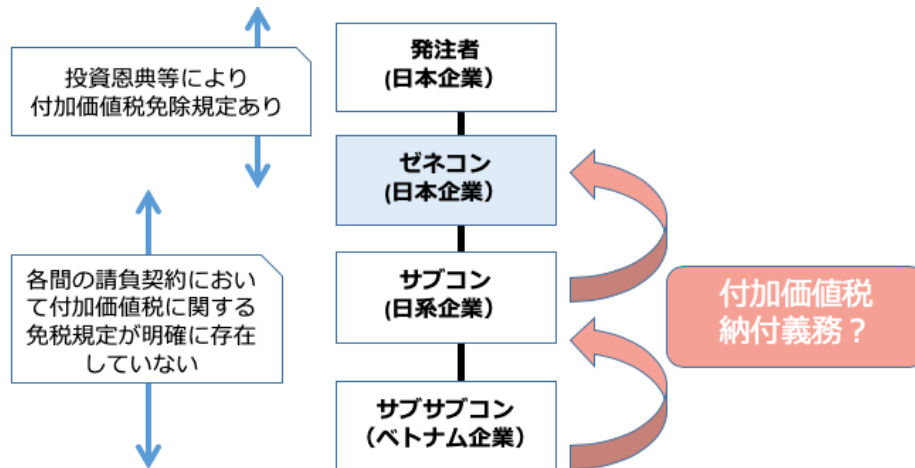 発注者
(日本企業）
投資恩典等により
付加価値税免除規定あり
ゼネコン
(日本企業）
各間の請負契約におい
て付加価値税に関する
免税規定が明確に存在
していない
サブコン
(日系企業）
付加価値税
納付義務？
サブサブコン
（ベトナム企業）